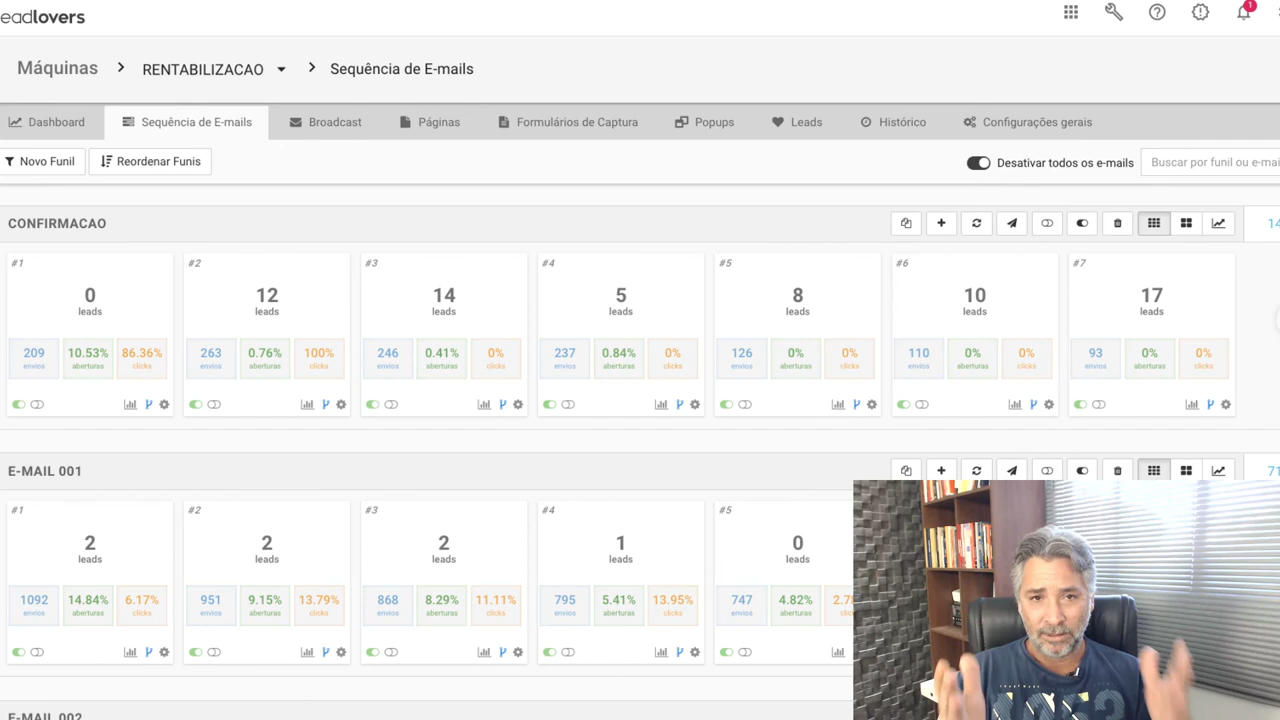 eadlovers
1
Máquinas > RENTABILIZACAO > Sequência de E-mails
Dashboard Sequência de E-mails Broadcast Páginas Formulários de Captura Popups Leads Histórico Configurações gerais
Novo Funil Reordenar Funis Desativar todos os e-mails Buscar por funil ou e-mai
CONFIRMACAO 14
#1 #2 #3 #4 #5 #6 #7
0 12 14 5 8 10 17
leads leads leads leads leads leads leads
209 10.53% 86.36% 263 0.76% 100% 246 0.41% 0% 237 0.84% 0% 126 0% 0% 110 0% 0% 93 0% 0%
envios aberturas clicks envios aberturas clicks envios aberturas clicks envios aberturas clicks envios aberturas clicks envios aberturas clicks envios aberturas clicks
E-MAIL 001 71
#1 #2 #3 #4 #5
2 2 2 1 0
leads leads leads leads leads
1092 14.84% 6.17% 951 9.15% 13.79% 868 8.29% 11.11% 795 5.41% 13.95% 747 4.82% 2.78
envios aberturas clicks envios aberturas clicks envios aberturas clicks envios aberturas clicks envios aberturas
E-MAIL 002